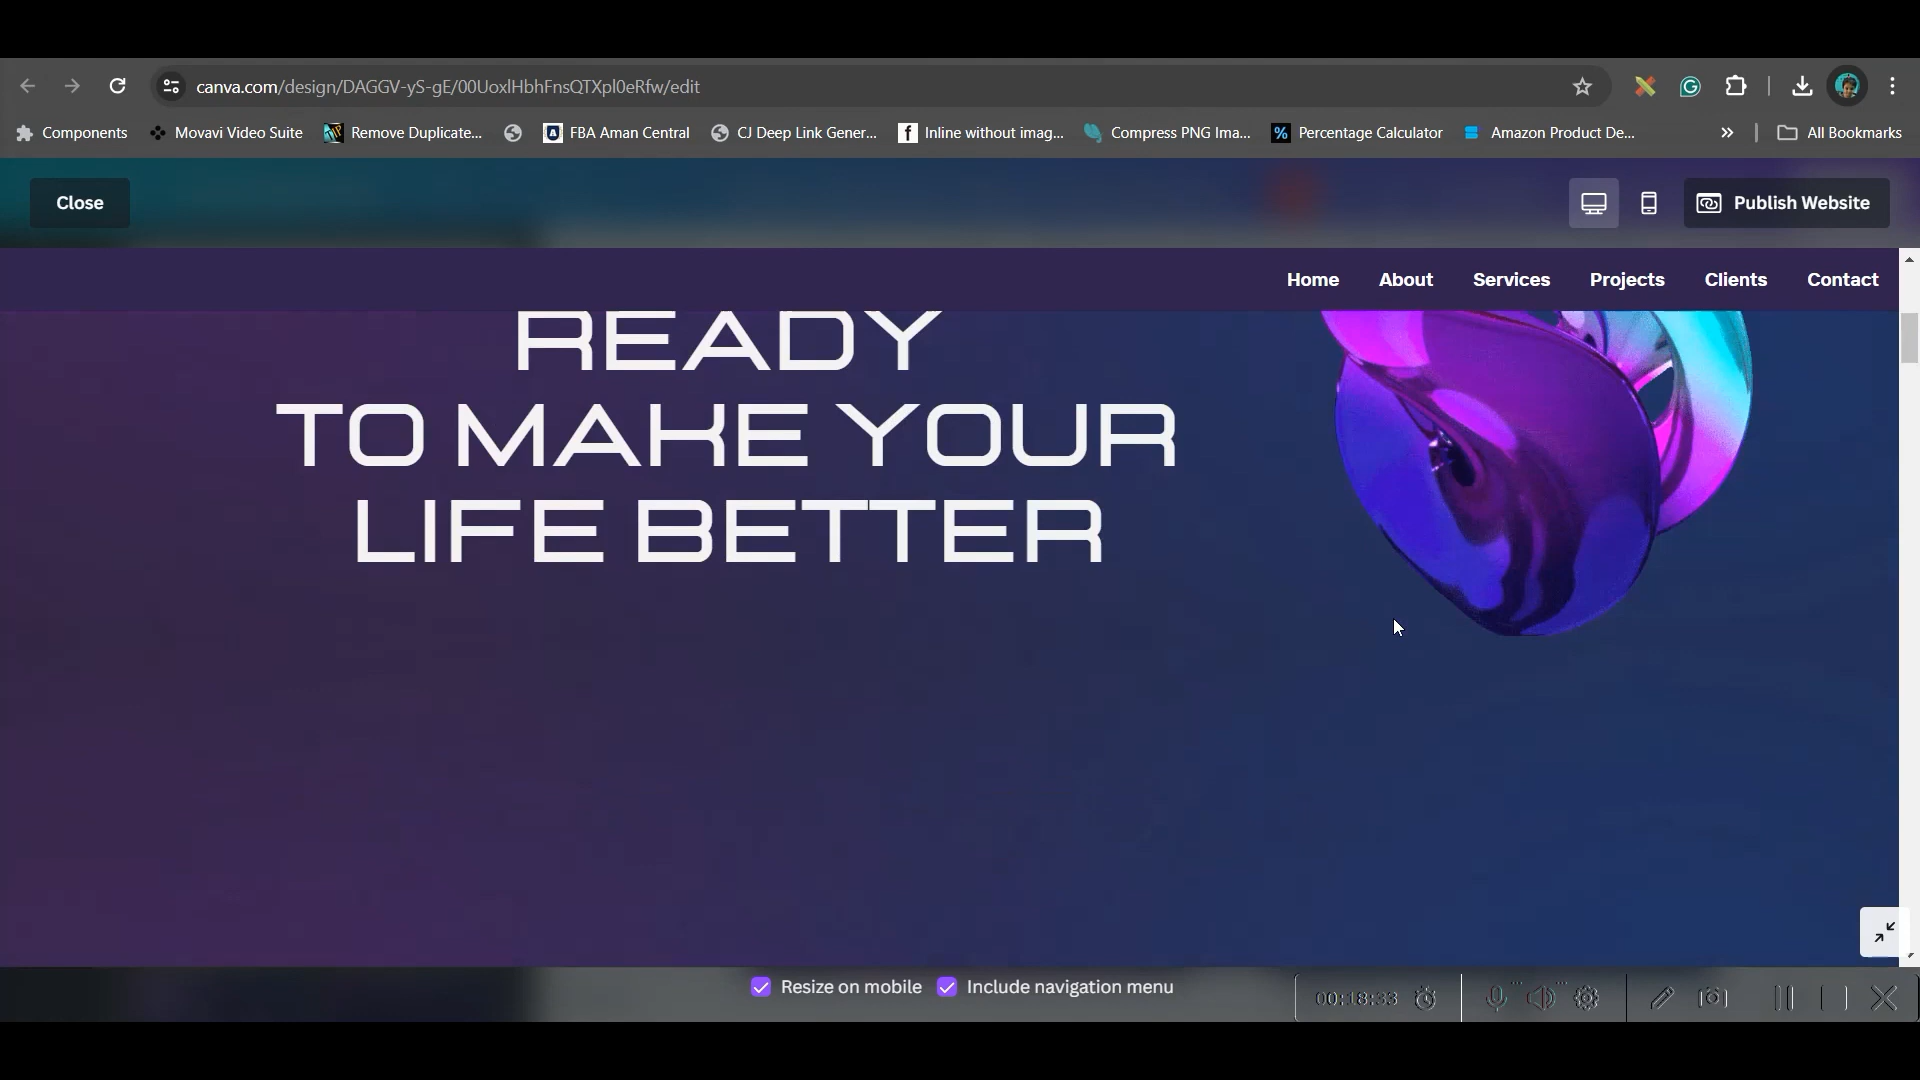 canva.com/design/DAGGV-yS-gE/00UoxlHbhFnsQTXpl0eRfw/edit
Components Movavi Video Suite Remove Duplicate... FBA Aman Central CJ Deep Link Gener... Inline without imag... Compress PNG Ima... Percentage Calculator Amazon Product De... All Bookmarks
Close Publish Website
Home About Services Projects Clients Contact
READY
TO MAKE YOUR
LIFE BETTER
Resize on mobile Include navigation menu
00:18:33